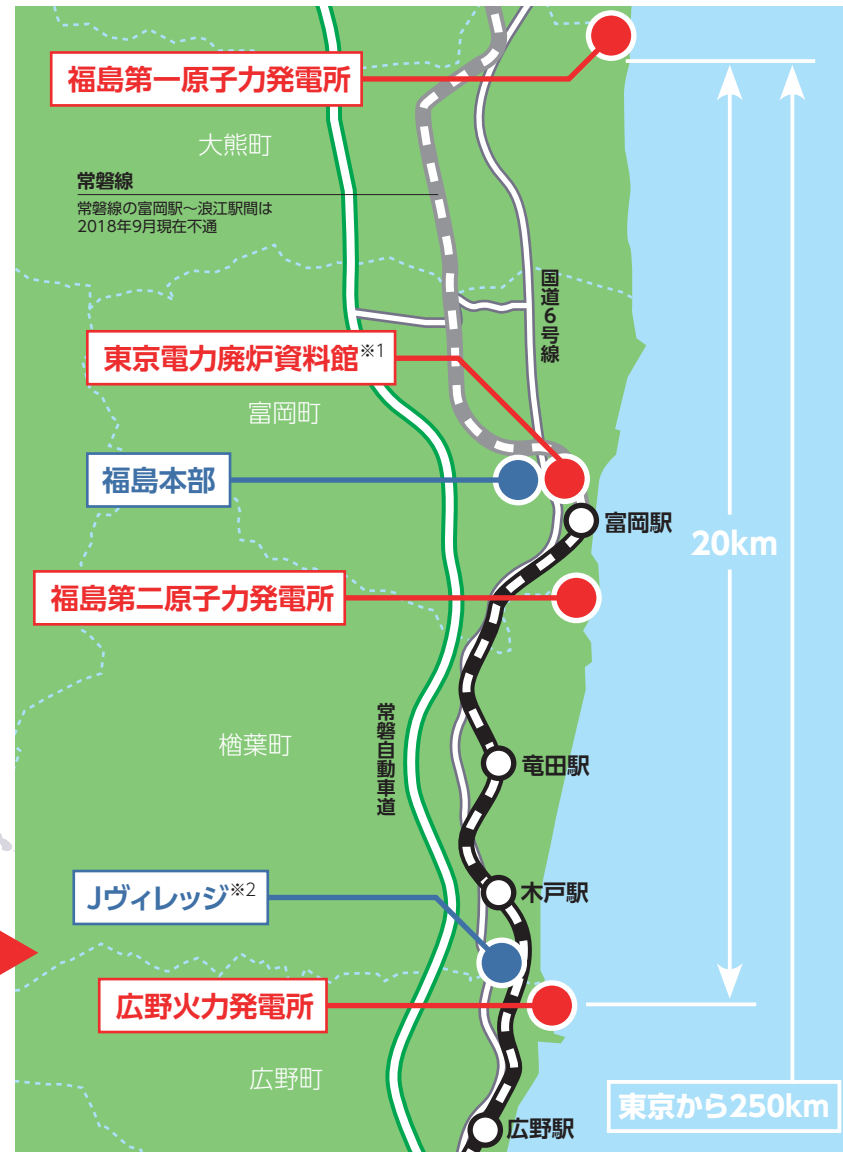 福島第一原子力発電所
大熊町
常磐線
常磐線の富岡駅～浪江駅間は
2018年9月現在不通
国道6号線
東京電力廃炉資料館※1
富岡町
福島本部
富岡駅
20km
福島第二原子力発電所
常磐自動車道
楢葉町
竜田駅
Jヴィレッジ※2
木戸駅
広野火力発電所
広野町
東京から250km
広野駅